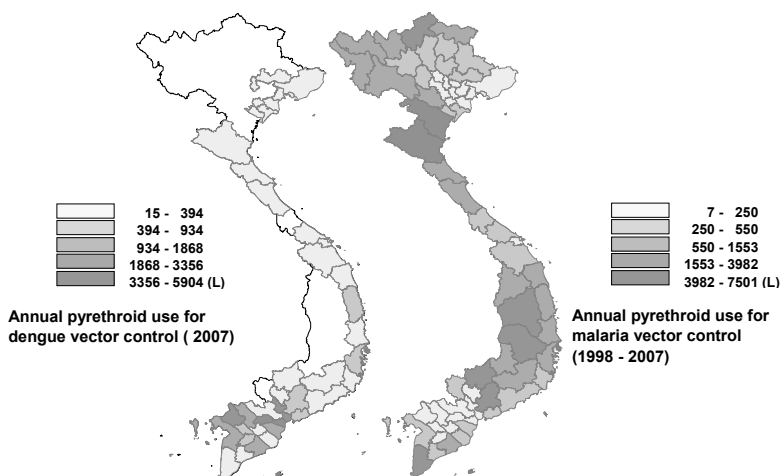 15 - 394
394 - 934
934 - 1868
1868 - 3356
3356 - 5904 (L)
Annual pyrethroid use for
dengue vector control ( 2007)
7 - 250
250 - 550
550 - 1553
1553 - 3982
3982 - 7501 (L)
Annual pyrethroid use for
malaria vector control
(1998 - 2007)